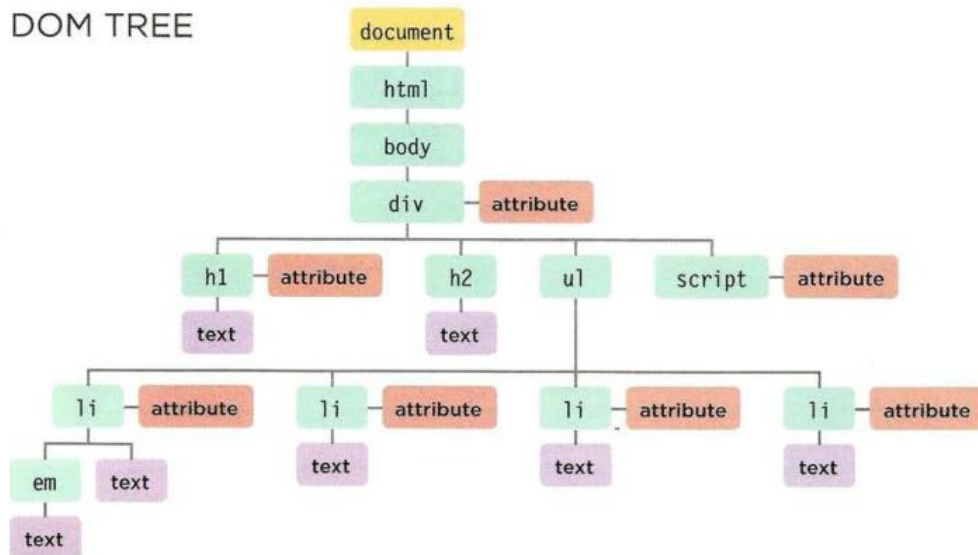 DOM TREE
document
html
body
div attribute
h1 attribute h2 ul script attribute
text text
li attribute li attribute li attribute li attribute
em text text text text
text